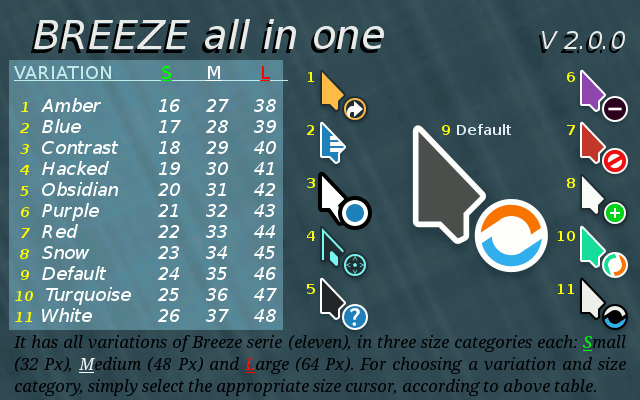 BREEZE all in one
V 2.0.0
VARIATION S M L
1 Amber 16 27 38
2 Blue 17 28 39
3 Contrast 18 29 40
4 Hacked 19 30 41
5 Obsidian 20 31 42
6 Purple 21 32 43
7 Red 22 33 44
8 Snow 23 34 45
9 Default 24 35 46
10 Turquoise 25 36 47
11 White 26 37 48
1
2
3
4
5
?
9 Default
6
7
8
10
11
It has all variations of Breeze serie (eleven), in three size categories each: Small
(32 Px), Medium (48 Px) and Large (64 Px). For choosing a variation and size
category, simply select the appropriate size cursor, according to above table.